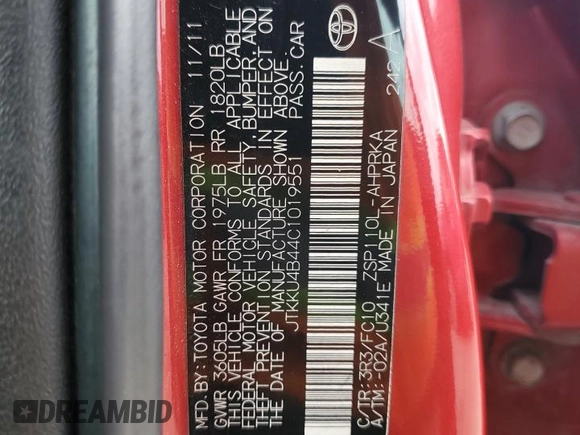 MFD.BY:TOYOTA MOTOR CORPORATION 11/11
GVWR 3605LB GAWR FR 1975LB RR 1820LB
THIS VEHICLE CONFORMS TO ALL APPLICABLE
FEDERAL MOTOR VEHICLE SAFETY, BUMPER, AND
THEFT PREVENTION STANDARDS IN EFFECT ON
THE DATE OF MANUFACTURE SHOWN ABOVE.
JTKKU4B44C1019551 PASS.CAR
C/TR:3R3/FC10 ZSP110L-AHPRKA
A/TM:-02A/U341E MADE IN JAPAN 242A
DREAMBID